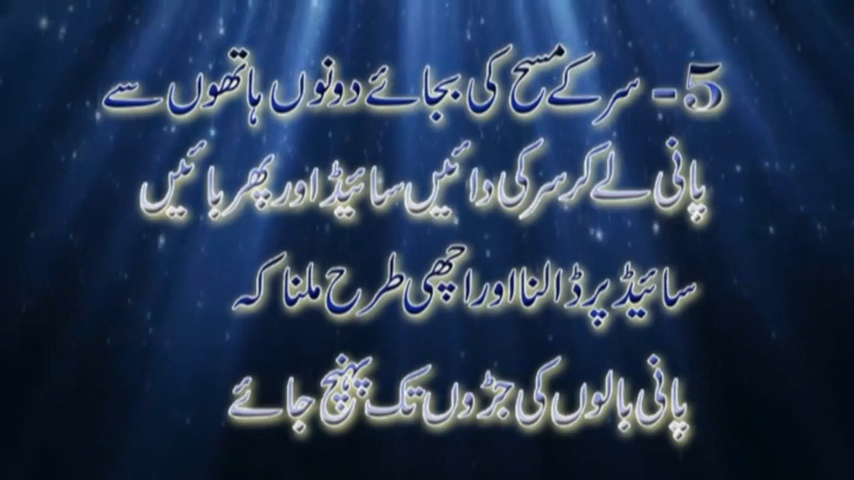 5- سر کے مسح کی بجائے دونوں ہاتھوں سے
پانی لے کر سر کی دائیں سائیڈ اور پھر بائیں
سائیڈ پر ڈالنا اور اچھی طرح ملنا کہ
پانی بالوں کی جڑوں تک پہنچ جائے